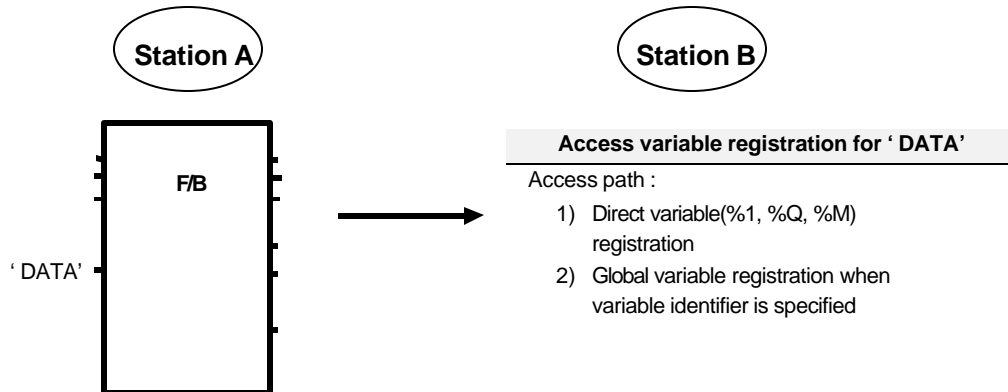 Station A
Station B
F/B
' DATA'
Access variable registration for ' DATA'
Access path :
1) Direct variable(%1, %Q, %M)
registration
2) Global variable registration when
variable identifier is specified